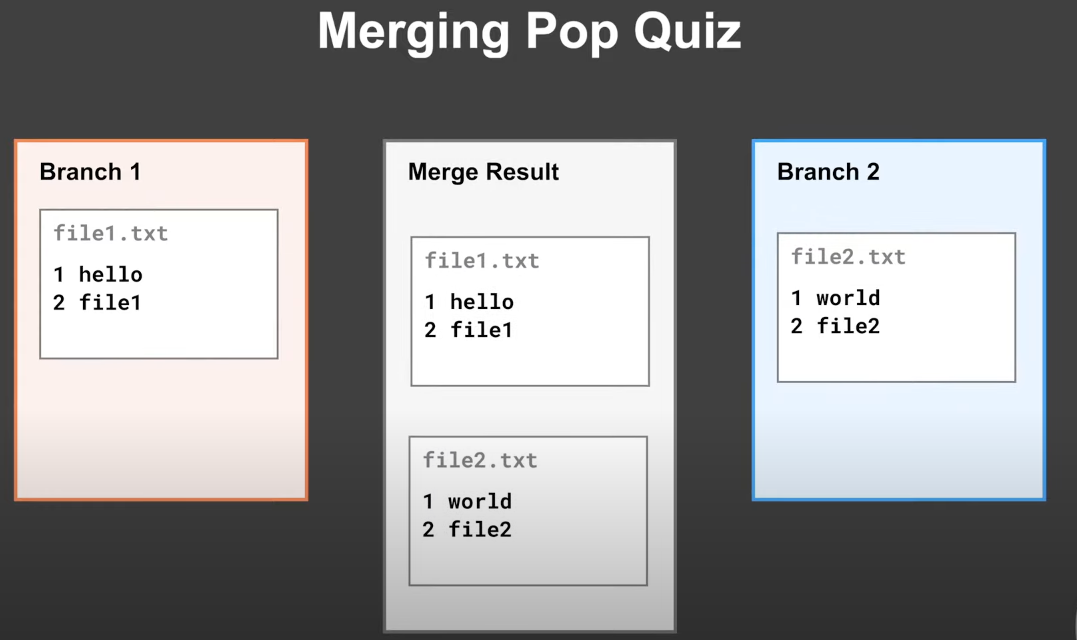 Merging Pop Quiz
Branch 1
file1.txt
1 hello
2 file1
Merge Result
file1.txt
1 hello
2 file1
file2.txt
1 world
2 file2
Branch 2
file2.txt
1 world
2 file2